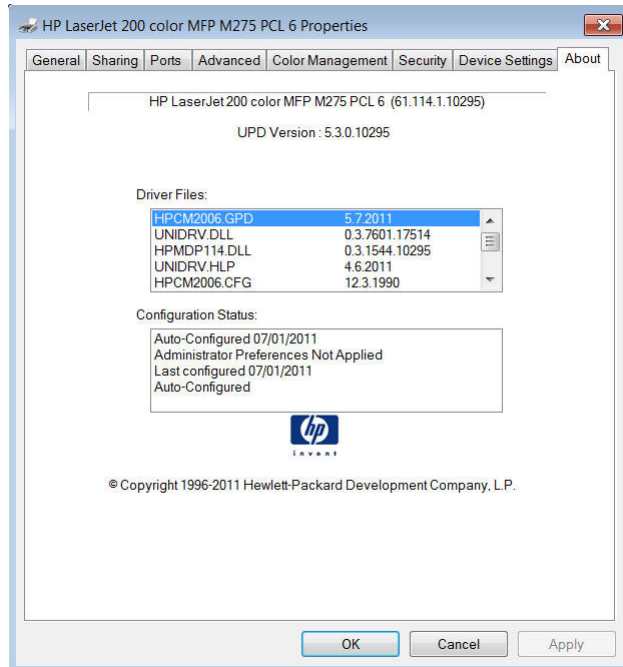 HP LaserJet 200 color MFP M275 PCL 6 Properties
General Sharing Ports Advanced Color Management Security Device Settings About
HP LaserJet 200 color MFP M275 PCL 6 (61.114.1.10295)
UPD Version : 5.3.0.10295
Driver Files:
HPCM2006.GPD 5.7.2011
UNIDRV.DLL 0.3.7601.17514
HPMDP114.DLL 0.3.1544.10295
UNIDRV.HLP 4.6.2011
HPCM2006.CFG 12.3.1990
Configuration Status:
Auto-Configured 07/01/2011
Administrator Preferences Not Applied
Last configured 07/01/2011
Auto-Configured
hp
invent
© Copyright 1996-2011 Hewlett-Packard Development Company, L.P.
OK Cancel Apply